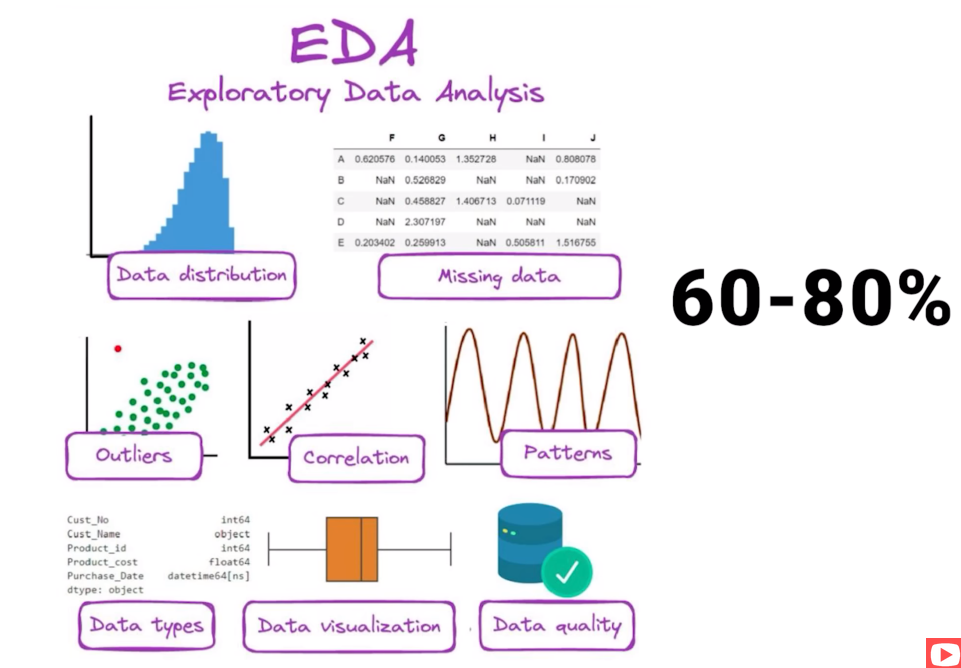 EDA
Exploratory Data Analysis
F G H I J
A 0.620576 0.140053 1.352728 NaN 0.808078
B NaN 0.526829 NaN NaN 0.170902
C NaN 0.458827 1.406713 0.071119 NaN
D NaN 2.307197 NaN NaN NaN
E 0.203402 0.259913 NaN 0.505811 1.516755
Data distribution
Missing data
60-80%
Outliers
Correlation
Patterns
Cust_No int64
Cust_Name object
Product_id int64
Product_cost float64
Purchase_Date datetime64[ns]
dtype: object
Data types
Data visualization
Data quality